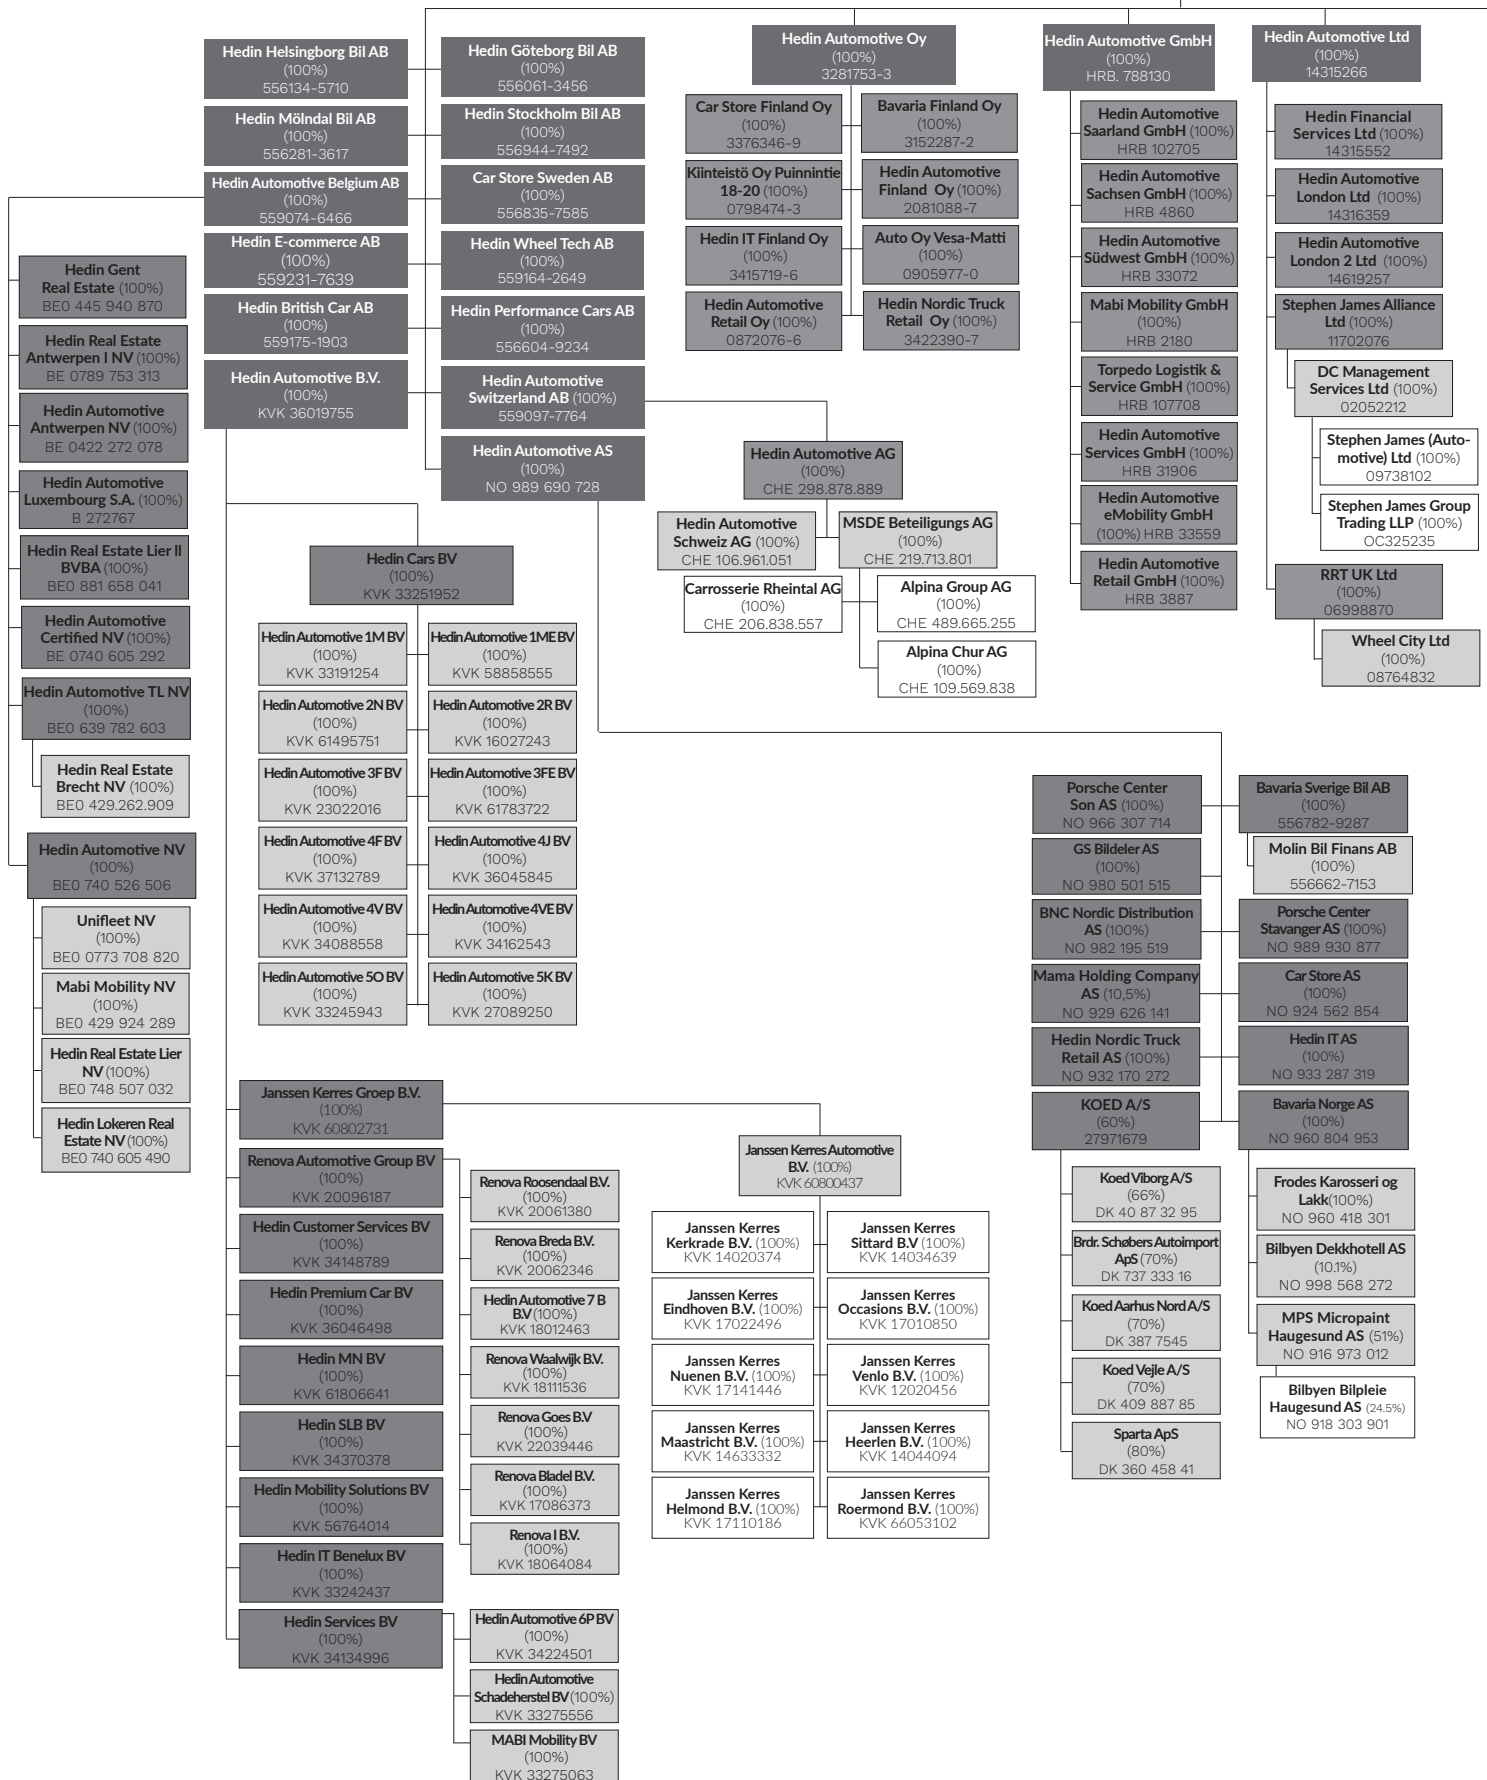 Hedin Helsingborg Bil AB
(100%)
556134-5710
Hedin Mölndal Bil AB
(100%)
556281-3617
Hedin Automotive Belgium AB
(100%)
559074-6466
Hedin E-commerce AB
(100%)
559231-7639
Hedin British Car AB
(100%)
559175-1903
Hedin Automotive B.V.
(100%)
KVK 36019755
Hedin Göteborg Bil AB
(100%)
556061-3456
Hedin Stockholm Bil AB
(100%)
556944-7492
Car Store Sweden AB
(100%)
556835-7585
Hedin Wheel Tech AB
(100%)
559164-2649
Hedin Performance Cars AB
(100%)
556604-9234
Hedin Automotive
Switzerland AB (100%)
559097-7764
Hedin Automotive AS
(100%)
NO 989 690 728
Hedin Automotive Oy
(100%)
3281753-3
Car Store Finland Oy
(100%)
3376346-9
Bavaria Finland Oy
(100%)
3152287-2
Kiinteistö Oy Puinnintie
18-20 (100%)
0798474-3
Hedin Automotive
Finland Oy (100%)
2081088-7
Hedin IT Finland Oy
(100%)
3415719-6
Auto Oy Vesa-Matti
(100%)
0905977-0
Hedin Automotive
Retail Oy (100%)
0872076-6
Hedin Nordic Truck
Retail Oy (100%)
3422390-7
Hedin Automotive GmbH
(100%)
HRB. 788130
Hedin Automotive
Saarland GmbH (100%)
HRB 102705
Hedin Automotive
Sachsen GmbH (100%)
HRB 4860
Hedin Automotive
Südwest GmbH (100%)
HRB 33072
Mabi Mobility GmbH
(100%)
HRB 2180
Torpedo Logistik &
Service GmbH (100%)
HRB 107708
Hedin Automotive
Services GmbH (100%)
HRB 31906
Hedin Automotive
eMobility GmbH
(100%) HRB 33559
Hedin Automotive
Retail GmbH (100%)
HRB 3887
Hedin Automotive Ltd
(100%)
14315266
Hedin Financial
Services Ltd (100%)
14315552
Hedin Automotive
London Ltd (100%)
14316359
Hedin Automotive
London 2 Ltd (100%)
14619257
Stephen James Alliance
Ltd (100%)
11702076
DC Management
Services Ltd (100%)
02052212
Stephen James (Auto-
motive) Ltd (100%)
09738102
Stephen James Group
Trading LLP (100%)
OC325235
RRT UK Ltd
(100%)
06998870
Wheel City Ltd
(100%)
08764832
Hedin Gent
Real Estate (100%)
BE0 445 940 870
Hedin Real Estate
Antwerpen I NV (100%)
BE 0789 753 313
Hedin Automotive
Antwerpen NV (100%)
BE 0422 272 078
Hedin Automotive
Luxembourg S.A. (100%)
B 272767
Hedin Real Estate Lier II
BVBA (100%)
BE0 881 658 041
Hedin Automotive
Certified NV (100%)
BE 0740 605 292
Hedin Automotive TL NV
(100%)
BE0 639 782 603
Hedin Real Estate
Brecht NV (100%)
BE0 429.262.909
Hedin Automotive NV
(100%)
BE0 740 526 506
Unifleet NV
(100%)
BE0 0773 708 820
Mabi Mobility NV
(100%)
BE0 429 924 289
Hedin Real Estate Lier
NV (100%)
BE0 748 507 032
Hedin Lokeren Real
Estate NV (100%)
BE0 740 605 490
Hedin Automotive AG
(100%)
CHE 298.878.889
Hedin Automotive
Schweiz AG (100%)
CHE 106.961.051
MSDE Beteiligungs AG
(100%)
CHE 219.713.801
Carrosserie Rheintal AG
(100%)
CHE 206.838.557
Alpina Group AG
(100%)
CHE 489.665.255
Alpina Chur AG
(100%)
CHE 109.569.838
Hedin Cars BV
(100%)
KVK 33251952
Hedin Automotive 1M BV
(100%)
KVK 33191254
Hedin Automotive 1ME BV
(100%)
KVK 58858555
Hedin Automotive 2N BV
(100%)
KVK 61495751
Hedin Automotive 2R BV
(100%)
KVK 16027243
Hedin Automotive 3F BV
(100%)
KVK 23022016
Hedin Automotive 3FE BV
(100%)
KVK 61783722
Hedin Automotive 4F BV
(100%)
KVK 37132789
Hedin Automotive 4J BV
(100%)
KVK 36045845
Hedin Automotive 4V BV
(100%)
KVK 34088558
Hedin Automotive 4VE BV
(100%)
KVK 34162543
Hedin Automotive 5O BV
(100%)
KVK 33245943
Hedin Automotive 5K BV
(100%)
KVK 27089250
Janssen Kerres Groep B.V.
(100%)
KVK 60802731
Renova Automotive Group BV
(100%)
KVK 20096187
Hedin Customer Services BV
(100%)
KVK 34148789
Hedin Premium Car BV
(100%)
KVK 36046498
Hedin MN BV
(100%)
KVK 61806641
Hedin SLB BV
(100%)
KVK 34370378
Hedin Mobility Solutions BV
(100%)
KVK 56764014
Hedin IT Benelux BV
(100%)
KVK 33242437
Hedin Services BV
(100%)
KVK 34134996
Renova Roosendaal B.V.
(100%)
KVK 20061380
Renova Breda B.V.
(100%)
KVK 20062346
Hedin Automotive 7 B
B.V (100%)
KVK 18012463
Renova Waalwijk B.V.
(100%)
KVK 18111536
Renova Goes B.V
(100%)
KVK 22039446
Renova Bladel B.V.
(100%)
KVK 17086373
Renova I B.V.
(100%)
KVK 18064084
Hedin Automotive 6P BV
(100%)
KVK 34224501
Hedin Automotive
Schadeherstel BV (100%)
KVK 33275556
MABI Mobility BV
(100%)
KVK 33275063
Janssen Kerres Automotive
B.V. (100%)
KVK 60800437
Janssen Kerres
Kerkrade B.V. (100%)
KVK 14020374
Janssen Kerres
Sittard B.V (100%)
KVK 14034639
Janssen Kerres
Eindhoven B.V. (100%)
KVK 17022496
Janssen Kerres
Occasions B.V. (100%)
KVK 17010850
Janssen Kerres
Nuenen B.V. (100%)
KVK 17141446
Janssen Kerres
Venlo B.V. (100%)
KVK 12020456
Janssen Kerres
Maastricht B.V. (100%)
KVK 14633332
Janssen Kerres
Heerlen B.V. (100%)
KVK 14044094
Janssen Kerres
Helmond B.V. (100%)
KVK 17110186
Janssen Kerres
Roermond B.V. (100%)
KVK 66053102
Porsche Center
Son AS (100%)
NO 966 307 714
Bavaria Sverige Bil AB
(100%)
556782-9287
Molin Bil Finans AB
(100%)
556662-7153
GS Bildeler AS
(100%)
NO 980 501 515
BNC Nordic Distribution
AS (100%)
NO 982 195 519
Porsche Center
Stavanger AS (100%)
NO 989 930 877
Mama Holding Company
AS (10,5%)
NO 929 626 141
Car Store AS
(100%)
NO 924 562 854
Hedin Nordic Truck
Retail AS (100%)
NO 932 170 272
Hedin IT AS
(100%)
NO 933 287 319
KOED A/S
(60%)
27971679
Bavaria Norge AS
(100%)
NO 960 804 953
Koed Viborg A/S
(66%)
DK 40 87 32 95
Brdr. Schøbers Autoimport
ApS (70%)
DK 737 333 16
Koed Aarhus Nord A/S
(70%)
DK 387 7545
Koed Vejle A/S
(70%)
DK 409 887 85
Sparta ApS
(80%)
DK 360 458 41
Frodes Karosseri og
Lakk(100%)
NO 960 418 301
Bilbyen Dekkhotell AS
(10.1%)
NO 998 568 272
MPS Micropaint
Haugesund AS (51%)
NO 916 973 012
Bilbyen Bilpleie
Haugesund AS (24.5%)
NO 918 303 901